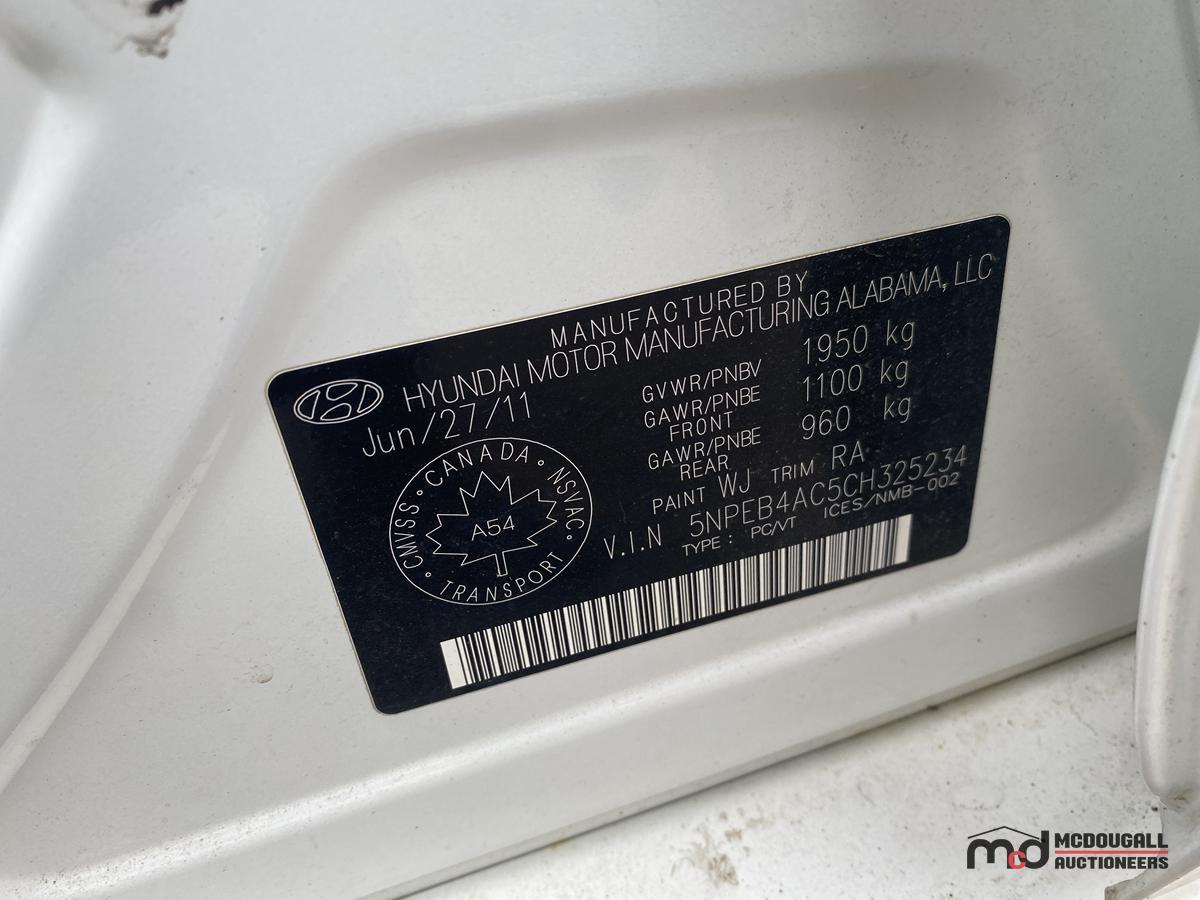 MANUFACTURED BY
HYUNDAI MOTOR MANUFACTURING ALABAMA, LLC
Jun/27/11
GVWR/PNBV 1950 kg
GAWR/PNBE FRONT 1100 kg
GAWR/PNBE REAR 960 kg
PAINT WJ TRIM RA
V.I.N 5NPEB4AC5CH325234
TYPE: PC/VT ICES/NMB-002
• CMVSS • CANADA • NSVAC • TRANSPORT
A54
mcd MCDOUGALL
AUCTIONEERS